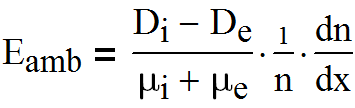 E_amb = (D_i − D_e)/(μ_i + μ_e) · 1/n · dn/dx